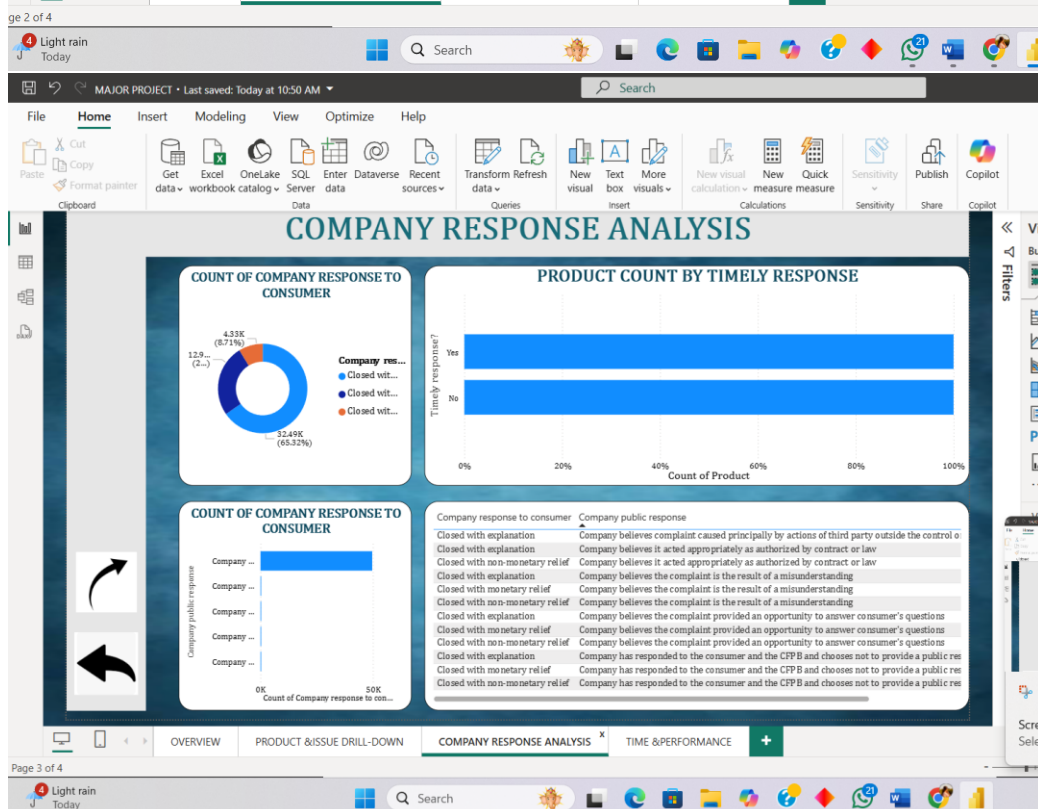 ge 2 of 4
4
Light rain
Today
Search
21
MAJOR PROJECT • Last saved: Today at 10:50 AM
Search
File Home Insert Modeling View Optimize Help
Paste
Cut
Copy
Format painter
Get data
Excel workbook
OneLake catalog
SQL Server
Enter data
Dataverse
Recent sources
Transform data
Refresh
New visual
Text box
More visuals
New visual calculation
New measure
Quick measure
Sensitivity
Publish
Copilot
Clipboard Data Queries Insert Calculations Sensitivity Share Copilot
COMPANY RESPONSE ANALYSIS
Filters
COUNT OF COMPANY RESPONSE TO
CONSUMER
4.33K
(8.71%)
12.9...
(2...)
32.49K
(65.32%)
Company res...
Closed wit...
Closed wit...
Closed wit...
PRODUCT COUNT BY TIMELY RESPONSE
Timely response?
Yes
No
0% 20% 40% 60% 80% 100%
Count of Product
COUNT OF COMPANY RESPONSE TO
CONSUMER
Company public response
Company ...
Company ...
Company ...
Company ...
Company ...
0K 50K
Count of Company response to con...
Company response to consumer Company public response
Closed with explanation Company believes complaint caused principally by actions of third party outside the control o
Closed with explanation Company believes it acted appropriately as authorized by contract or law
Closed with non-monetary relief Company believes it acted appropriately as authorized by contract or law
Closed with explanation Company believes the complaint is the result of a misunderstanding
Closed with monetary relief Company believes the complaint is the result of a misunderstanding
Closed with non-monetary relief Company believes the complaint is the result of a misunderstanding
Closed with explanation Company believes the complaint provided an opportunity to answer consumer's questions
Closed with monetary relief Company believes the complaint provided an opportunity to answer consumer's questions
Closed with non-monetary relief Company believes the complaint provided an opportunity to answer consumer's questions
Closed with explanation Company has responded to the consumer and the CFPB and chooses not to provide a public res
Closed with monetary relief Company has responded to the consumer and the CFPB and chooses not to provide a public res
Closed with non-monetary relief Company has responded to the consumer and the CFPB and chooses not to provide a public res
Scre
Sele
OVERVIEW PRODUCT &ISSUE DRILL-DOWN COMPANY RESPONSE ANALYSIS x TIME &PERFORMANCE +
Page 3 of 4
4
Light rain
Today
Search
21